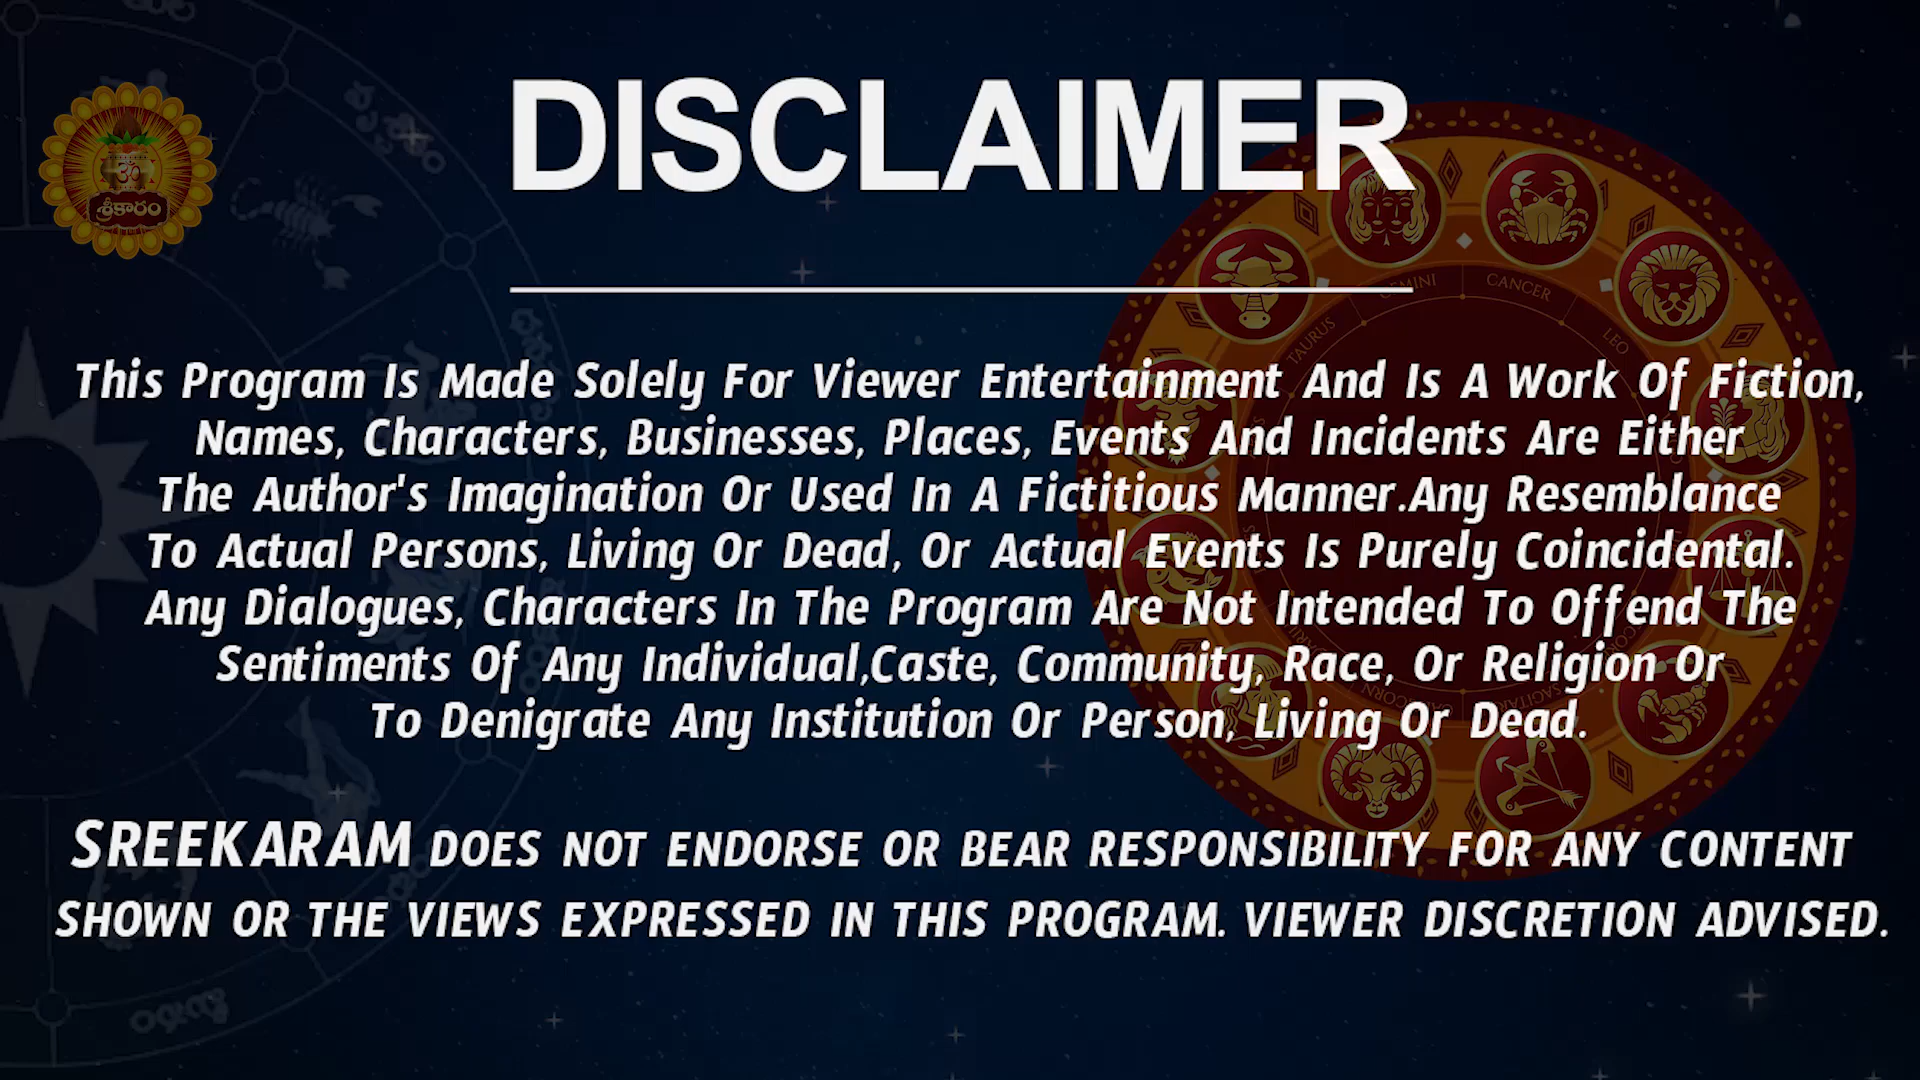 DISCLAIMER
ॐ
శ్రీకారం
GEMINI
CANCER
TAURUS
LEO
This Program Is Made Solely For Viewer Entertainment And Is A Work Of Fiction,
Names, Characters, Businesses, Places, Events And Incidents Are Either
The Author's Imagination Or Used In A Fictitious Manner.Any Resemblance
To Actual Persons, Living Or Dead, Or Actual Events Is Purely Coincidental.
Any Dialogues, Characters In The Program Are Not Intended To Offend The
Sentiments Of Any Individual,Caste, Community, Race, Or Religion Or
To Denigrate Any Institution Or Person, Living Or Dead.
SREEKARAM DOES NOT ENDORSE OR BEAR RESPONSIBILITY FOR ANY CONTENT
SHOWN OR THE VIEWS EXPRESSED IN THIS PROGRAM. VIEWER DISCRETION ADVISED.